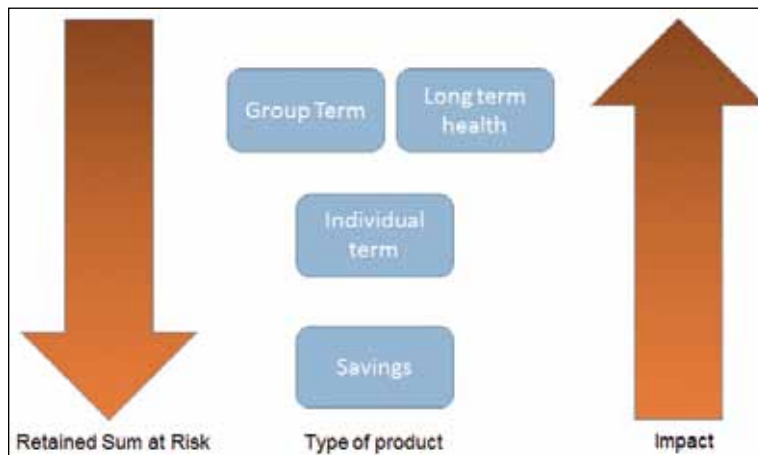 Group Term
Long term
health
Individual
term
Savings
Retained Sum at Risk
Type of product
Impact